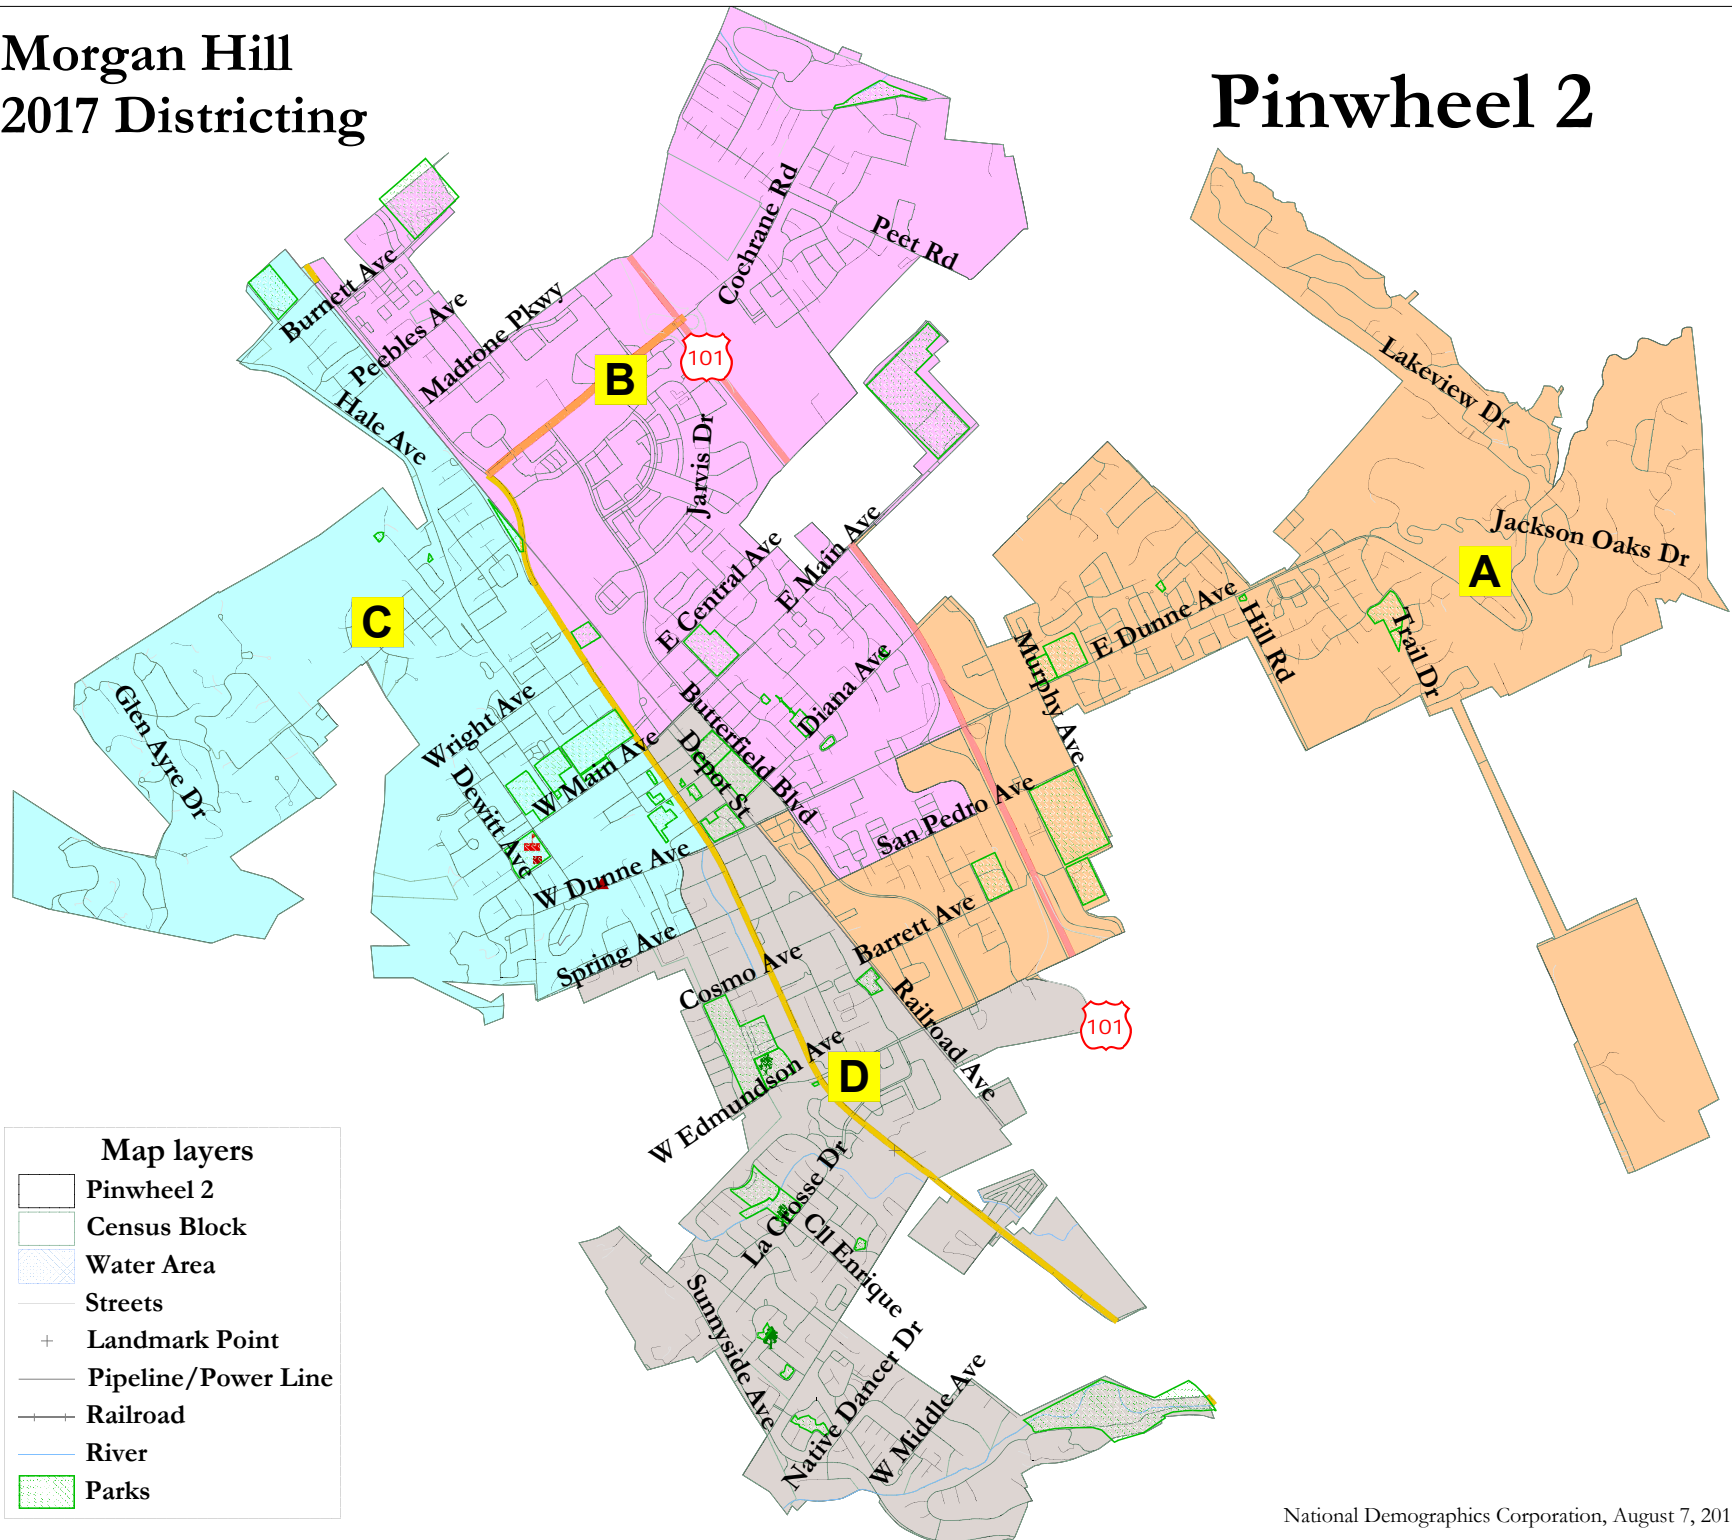 Morgan Hill
2017 Districting
Pinwheel 2
Cochrane Rd
Peet Rd
Burnett Ave
Peebles Ave
Madrone Pkwy
Hale Ave
101
B
Jarvis Dr
Lakeview Dr
Jackson Oaks Dr
A
E Central Ave
E Main Ave
E Dunne Ave
Hill Rd
Trail Dr
Murphy Ave
C
Glen Ayre Dr
Wright Ave
W Main Ave
Dewitt Ave
W Dunne Ave
Butterfield Blvd
Depot St
Diana Ave
San Pedro Ave
Barrett Ave
Spring Ave
Cosmo Ave
Railroad Ave
101
W Edmundson Ave
D
La Crosse Dr
Cll Enrique
Sunnyside Ave
Native Dancer Dr
W Middle Ave
Map layers
Pinwheel 2
Census Block
Water Area
Streets
Landmark Point
Pipeline/Power Line
Railroad
River
Parks
National Demographics Corporation, August 7, 201